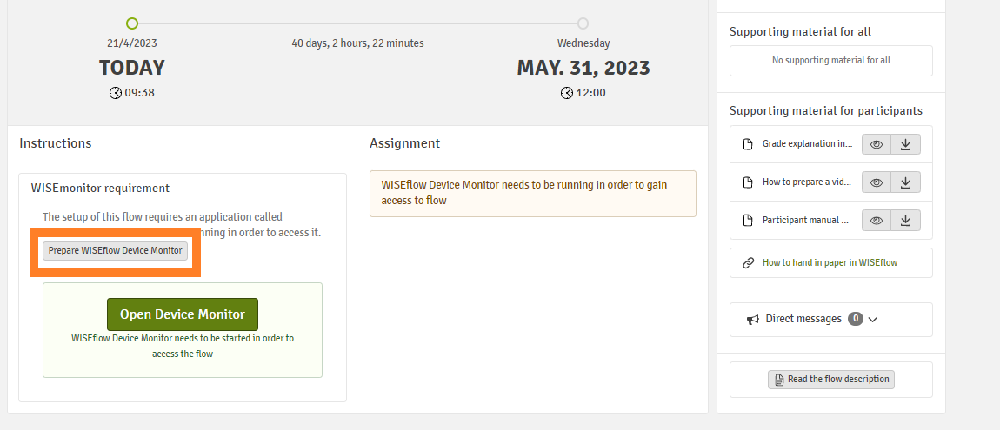 21/4/2023
40 days, 2 hours, 22 minutes
Wednesday
TODAY
MAY. 31, 2023
09:38
12:00
Instructions
Assignment
WISEmonitor requirement
The setup of this flow requires an application called
nning in order to access it.
Prepare WISEflow Device Monitor
Open Device Monitor
WISEflow Device Monitor needs to be started in order to
access the flow
WISEflow Device Monitor needs to be running in order to gain
access to flow
Supporting material for all
No supporting material for all
Supporting material for participants
Grade explanation in...
How to prepare a vid...
Participant manual ...
How to hand in paper in WISEflow
Direct messages 0
Read the flow description